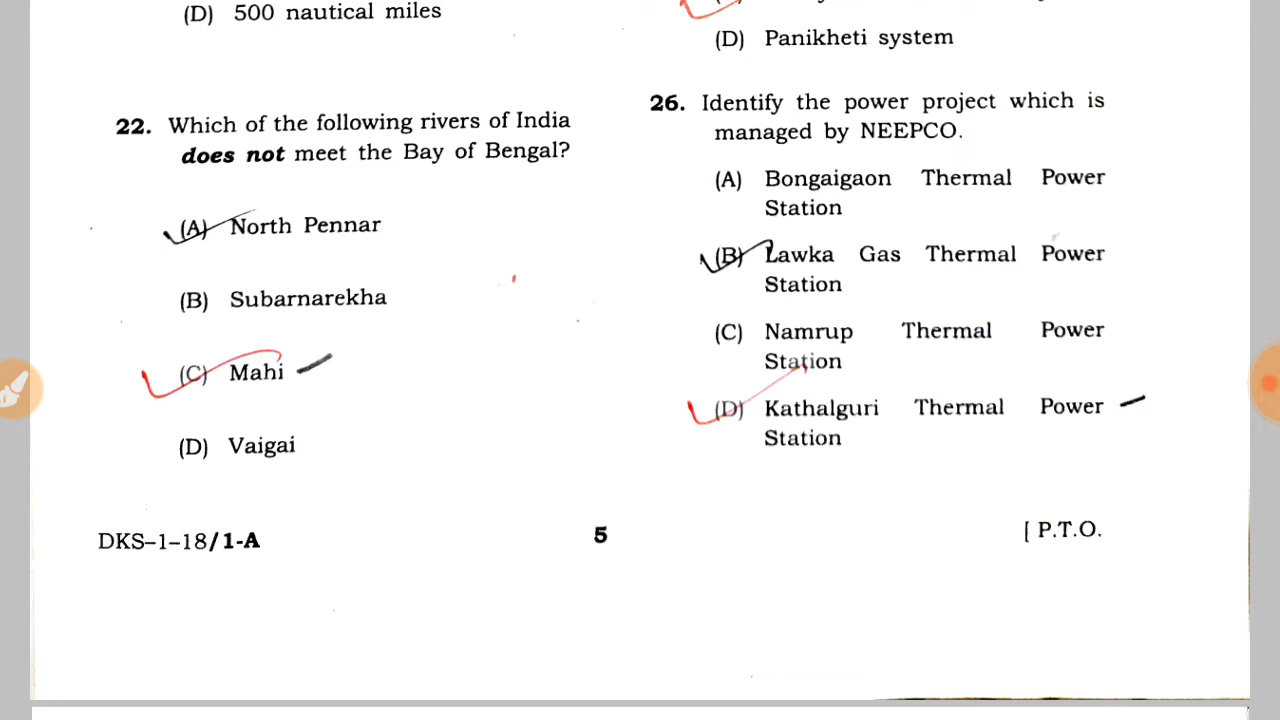 (D) 500 nautical miles
22. Which of the following rivers of India
does not meet the Bay of Bengal?
(A) North Pennar
(B) Subarnarekha
(C) Mahi
(D) Vaigai
(D) Panikheti system
26. Identify the power project which is
managed by NEEPCO.
(A) Bongaigaon Thermal Power
Station
(B) Lawka Gas Thermal Power
Station
(C) Namrup Thermal Power
Station
(D) Kathalguri Thermal Power
Station
DKS-1-18/1-A
5
[ P.T.O.